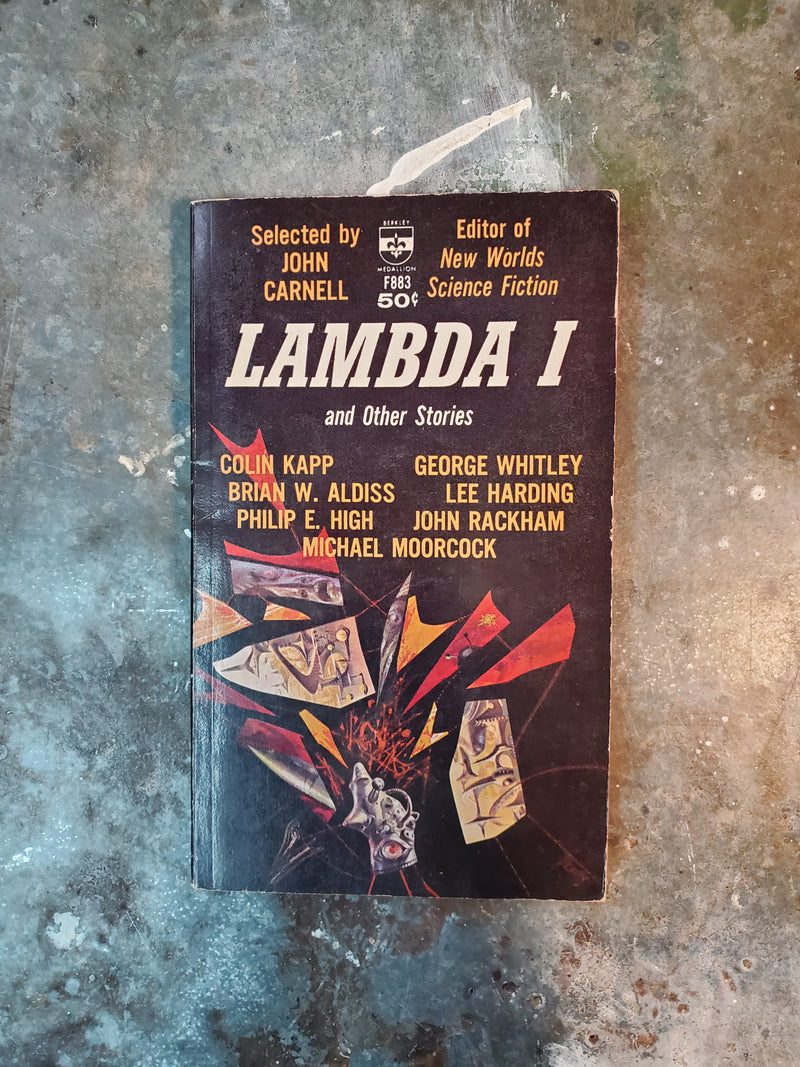 Selected by
JOHN
CARNELL
BERKLEY
MEDALLION
F883
50¢
Editor of
New Worlds
Science Fiction
LAMBDA I
and Other Stories
COLIN KAPP GEORGE WHITLEY
BRIAN W. ALDISS LEE HARDING
PHILIP E. HIGH JOHN RACKHAM
MICHAEL MOORCOCK